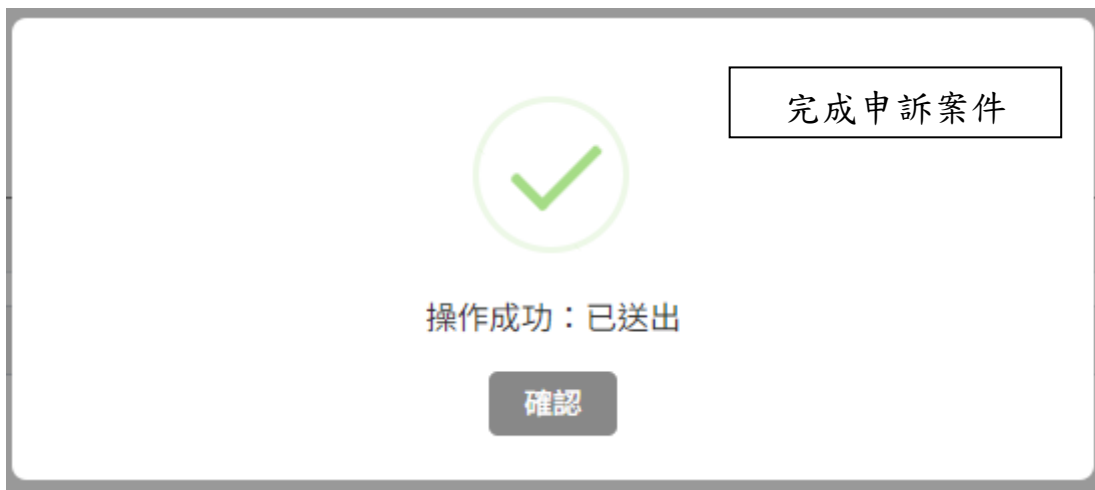 完成申訴案件
操作成功：已送出
確認